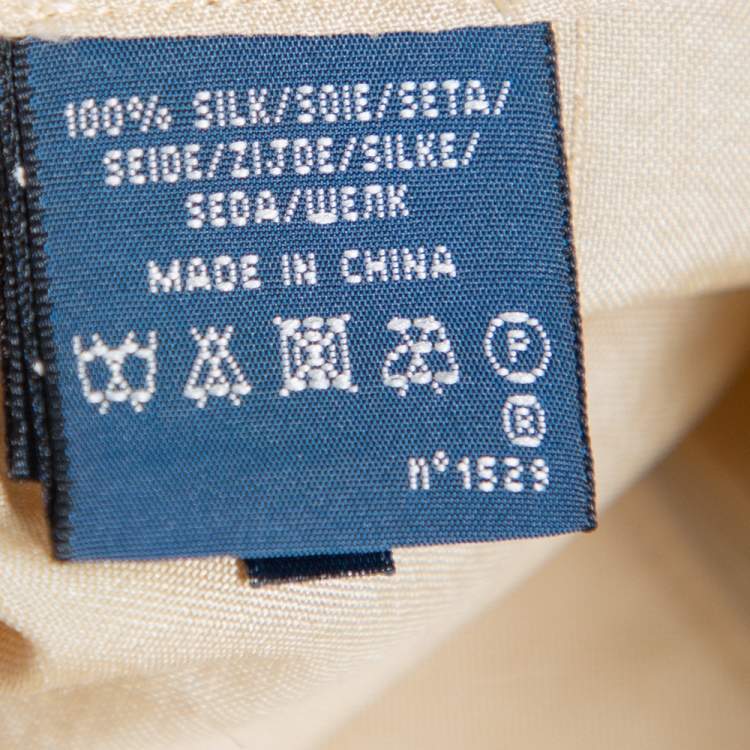 100% SILK/SOIE/SETA/
SEIDE/ZIJDE/SILKE/
SEDA/ШЕЛК
MADE IN CHINA
P
R
n°1529